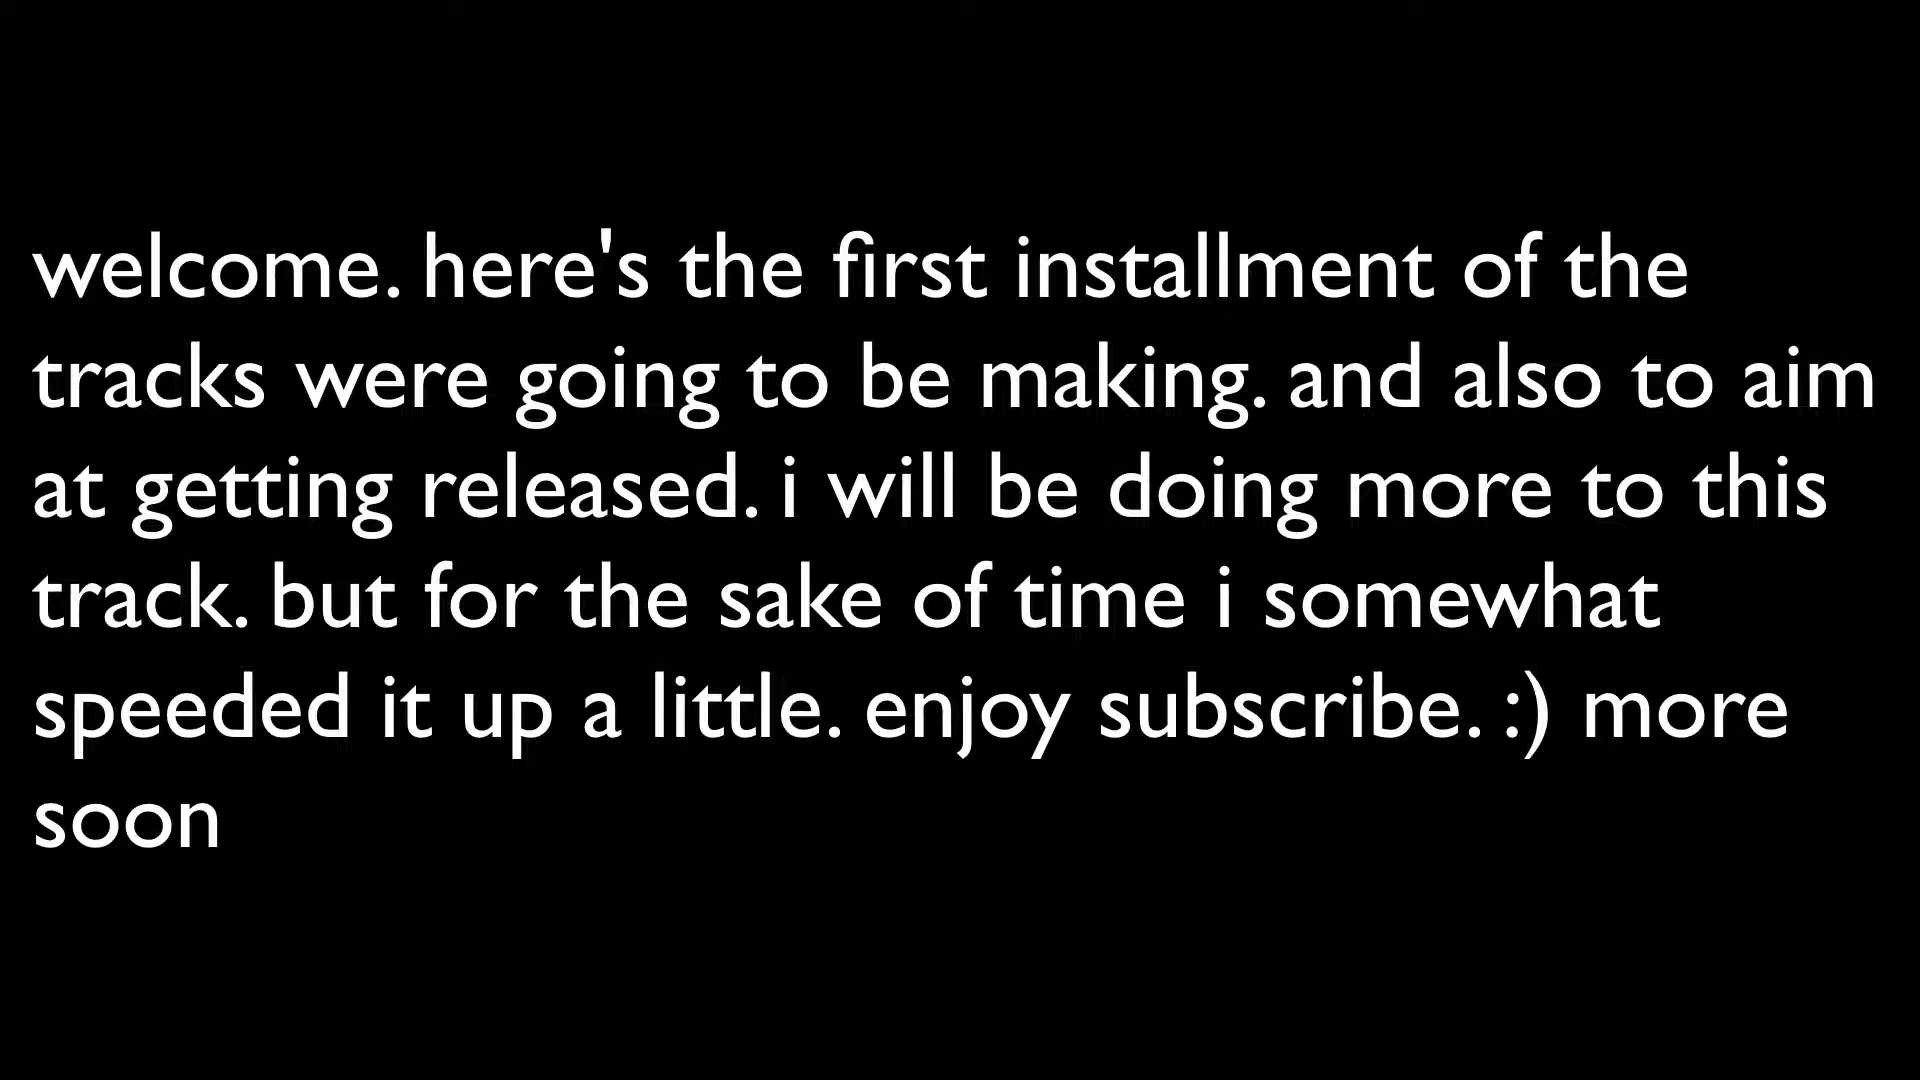 welcome. here's the first installment of the
tracks were going to be making. and also to aim
at getting released. i will be doing more to this
track. but for the sake of time i somewhat
speeded it up a little. enjoy subscribe. :) more
soon